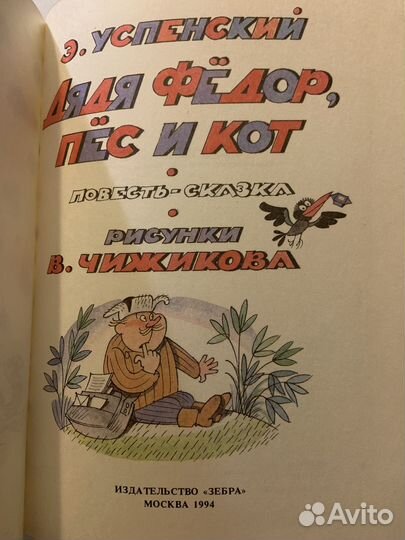 Э. УСПЕНСКИЙ
ДЯДЯ ФЁДОР,
ПЁС И КОТ
ПОВЕСТЬ-СКАЗКА
РИСУНКИ
В. ЧИЖИКОВА
ИЗДАТЕЛЬСТВО «ЗЕБРА»
МОСКВА 1994
Avito